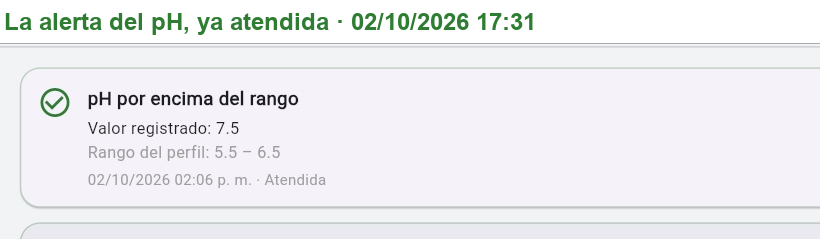 La alerta del pH, ya atendida · 02/10/2026 17:31
pH por encima del rango
Valor registrado: 7.5
Rango del perfil: 5.5 – 6.5
02/10/2026 02:06 p. m. · Atendida